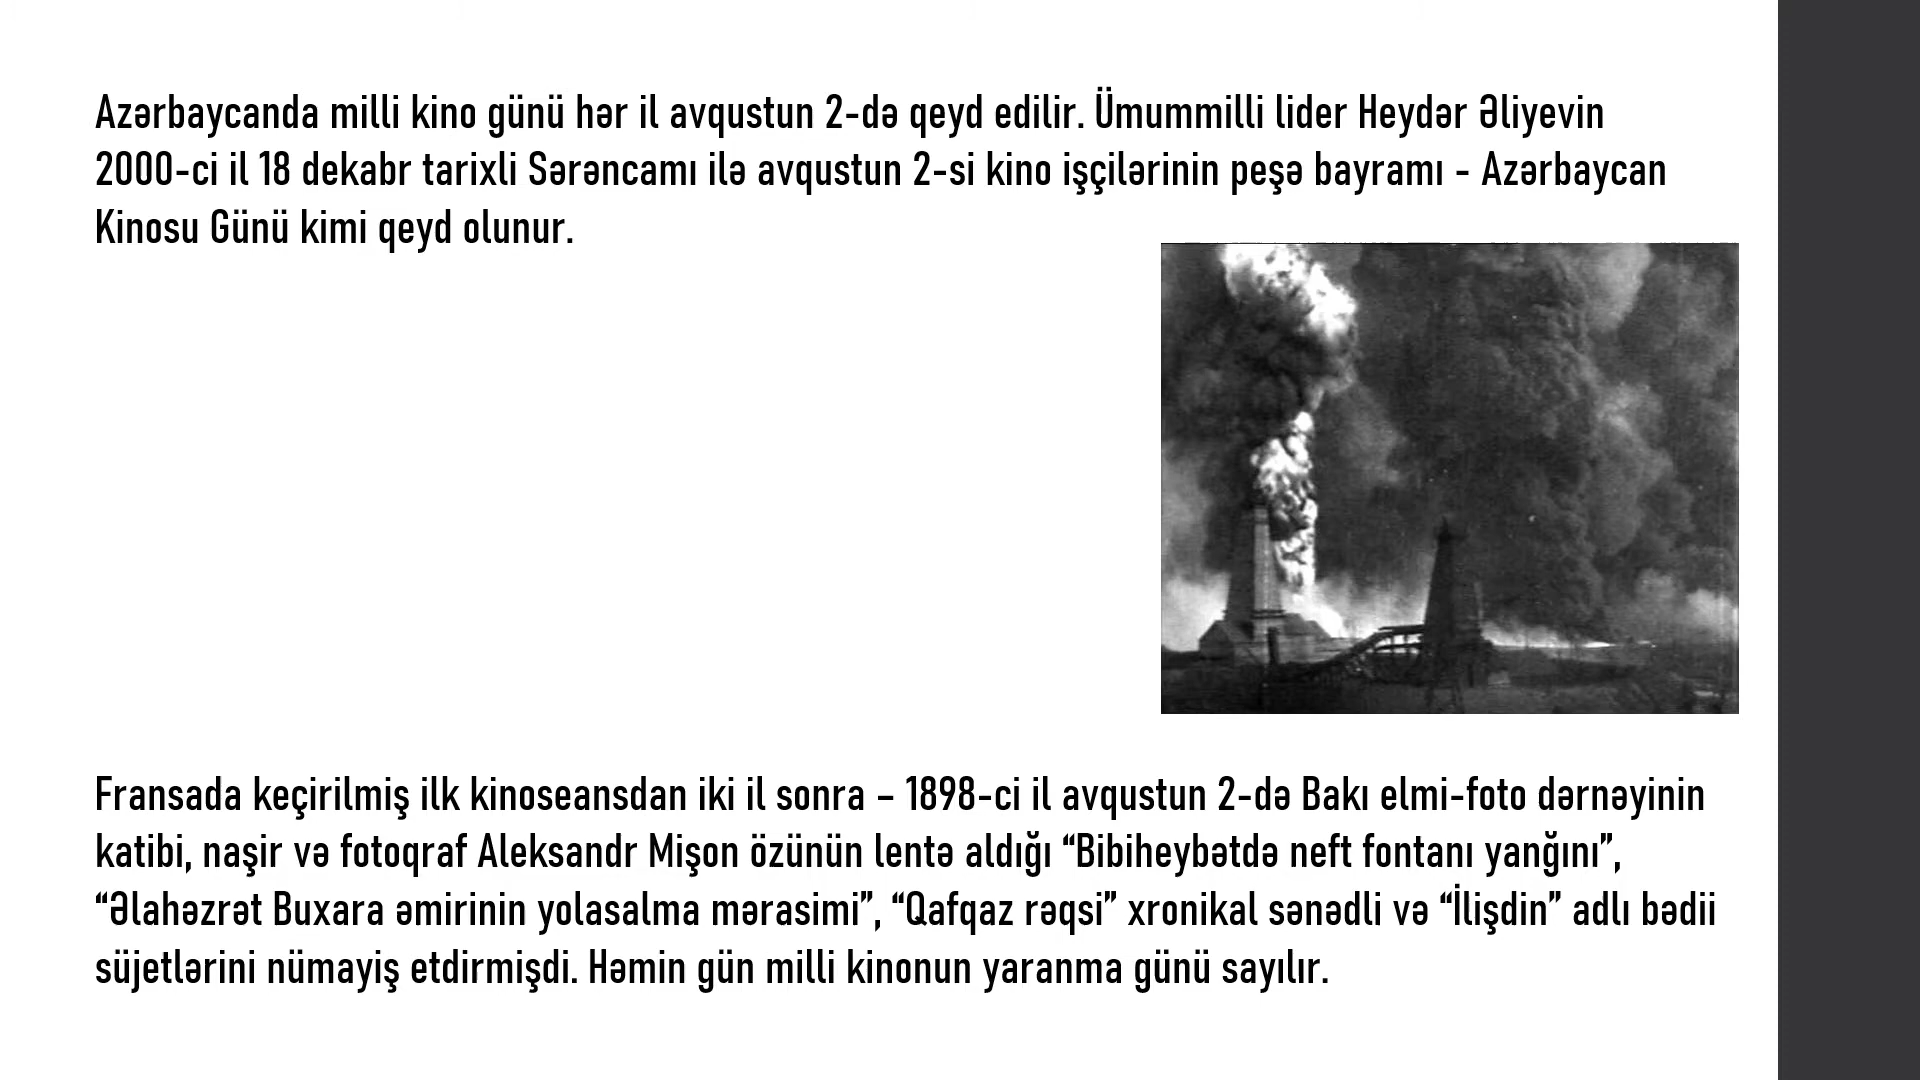 Azərbaycanda milli kino günü hər il avqustun 2-də qeyd edilir. Ümummilli lider Heydər Əliyevin
2000-ci il 18 dekabr tarixli Sərəncamı ilə avqustun 2-si kino işçilərinin peşə bayramı - Azərbaycan
Kinosu Günü kimi qeyd olunur.
Fransada keçirilmiş ilk kinoseansdan iki il sonra – 1898-ci il avqustun 2-də Bakı elmi-foto dərnəyinin
katibi, naşir və fotoqraf Aleksandr Mişon özünün lentə aldığı “Bibiheybətdə neft fontanı yanğını”,
“Əlahəzrət Buxara əmirinin yolasalma mərasimi”, “Qafqaz rəqsi” xronikal sənədli və “İlişdin” adlı bədii
süjetlərini nümayiş etdirmişdi. Həmin gün milli kinonun yaranma günü sayılır.